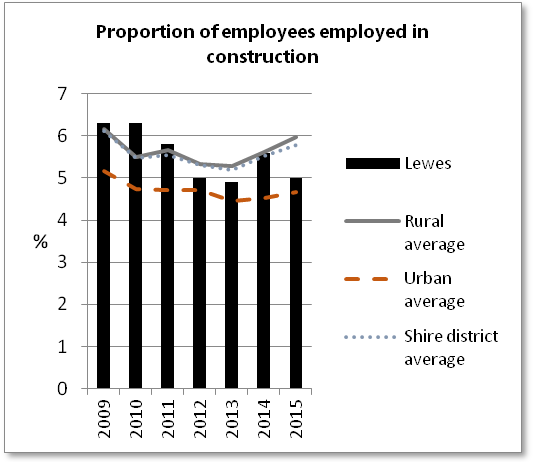 Proportion of employees employed in
construction
7
6
5
4
3
2
1
0
%
2009
2010
2011
2012
2013
2014
2015
Lewes
Rural
average
Urban
average
Shire district
average